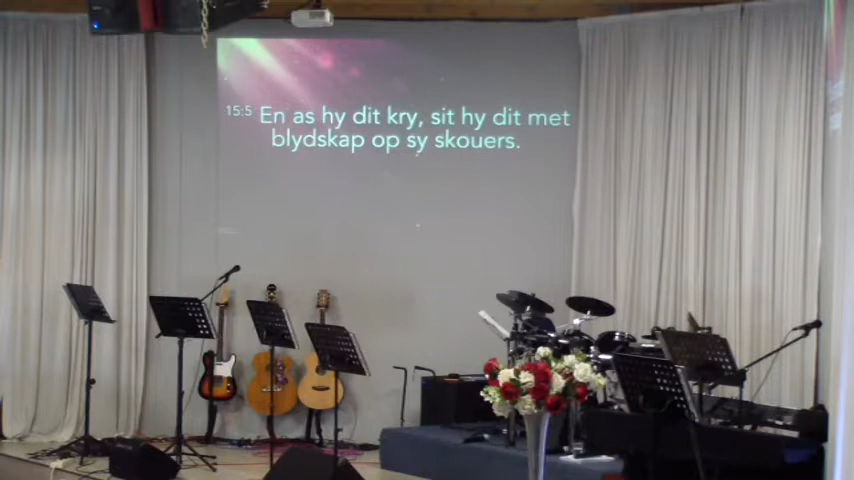 15:5 En as hy dit kry, sit hy dit met
blydskap op sy skouers.